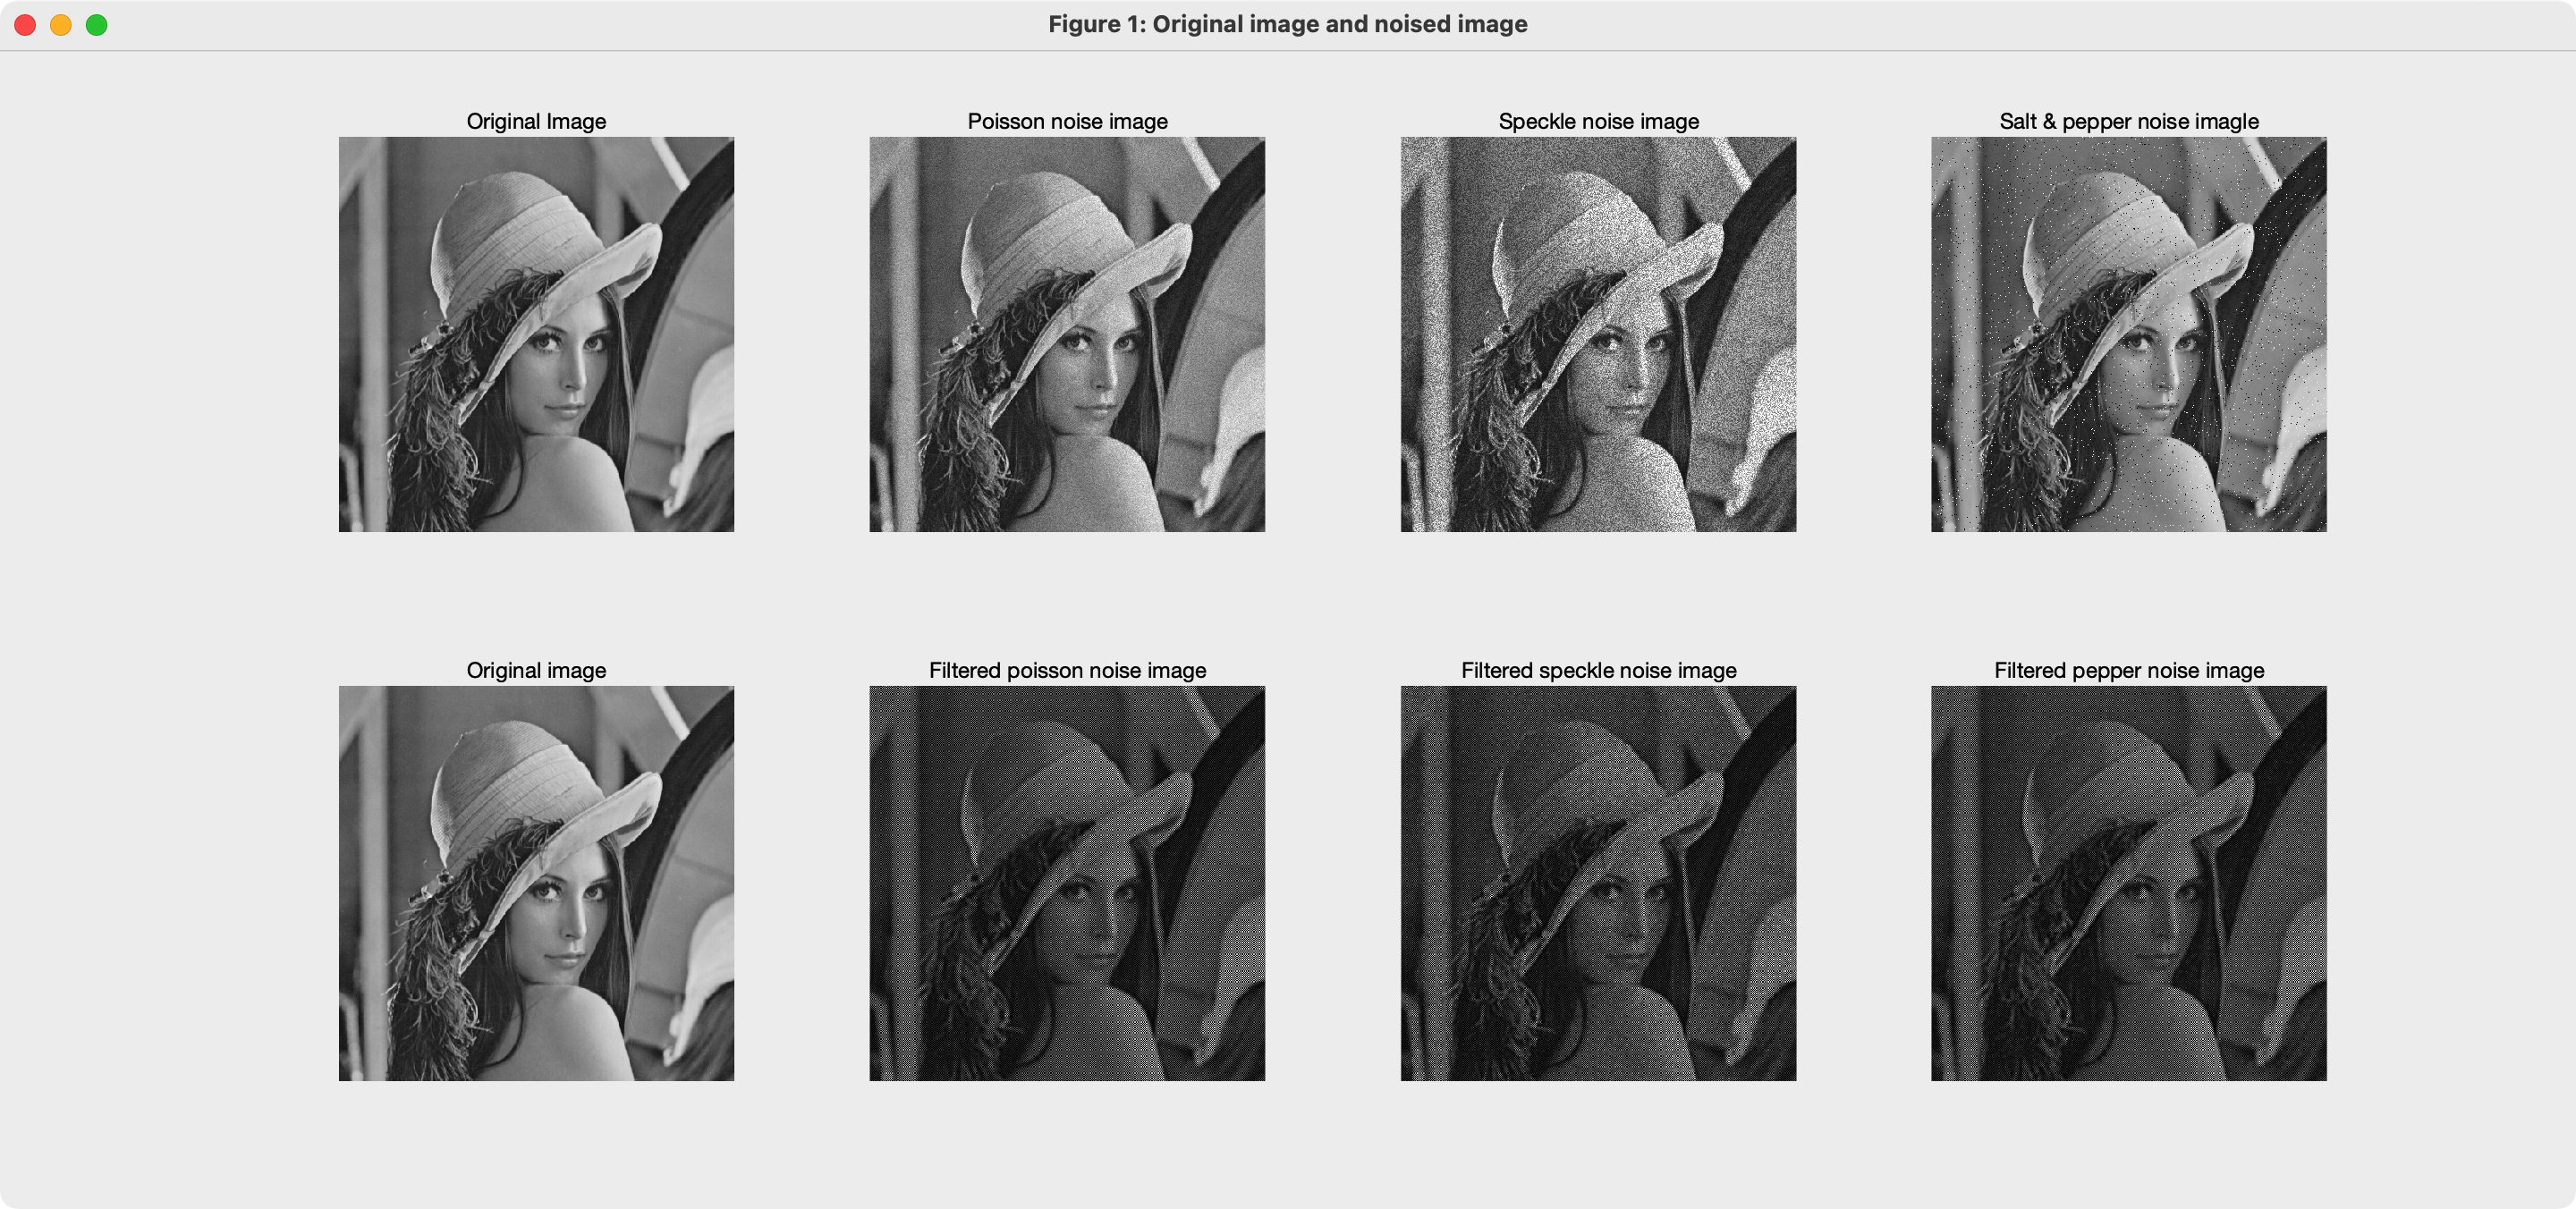 Figure 1: Original image and noised image
Original Image
Poisson noise image
Speckle noise image
Salt & pepper noise imagle
Original image
Filtered poisson noise image
Filtered speckle noise image
Filtered pepper noise image